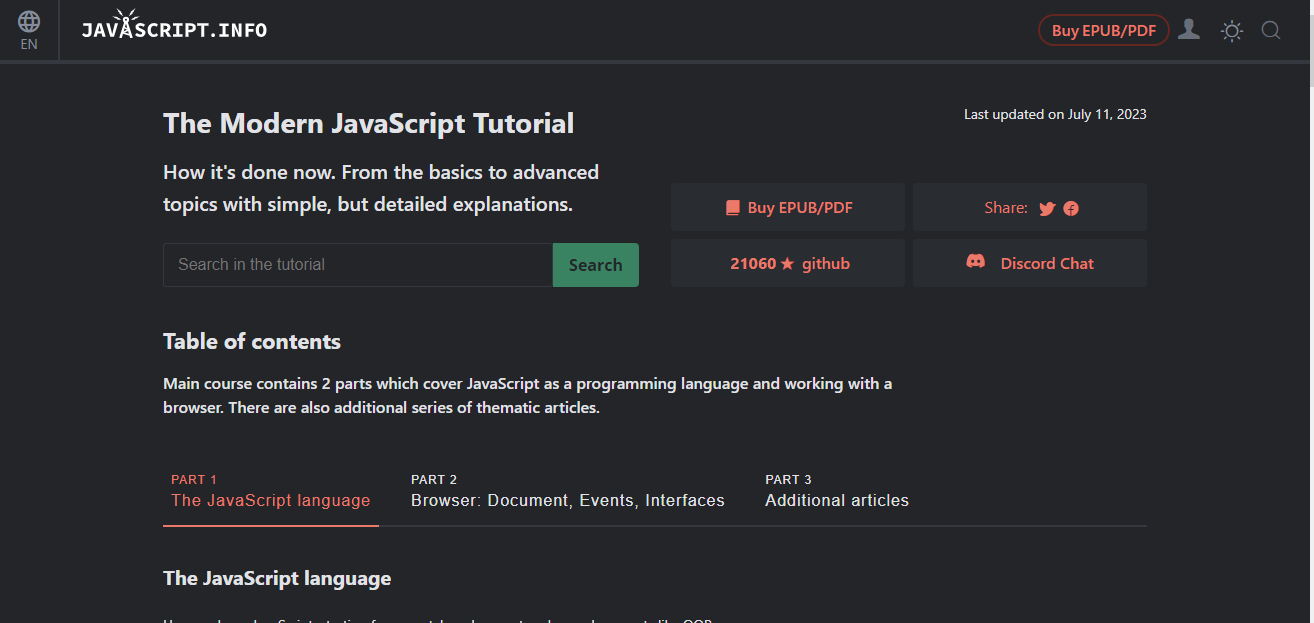 EN
JAVASCRIPT.INFO
Buy EPUB/PDF
The Modern JavaScript Tutorial
Last updated on July 11, 2023
How it's done now. From the basics to advanced
topics with simple, but detailed explanations.
Buy EPUB/PDF
Share:
Search in the tutorial
Search
21060 ★ github
Discord Chat
Table of contents
Main course contains 2 parts which cover JavaScript as a programming language and working with a
browser. There are also additional series of thematic articles.
PART 1
The JavaScript language
PART 2
Browser: Document, Events, Interfaces
PART 3
Additional articles
The JavaScript language